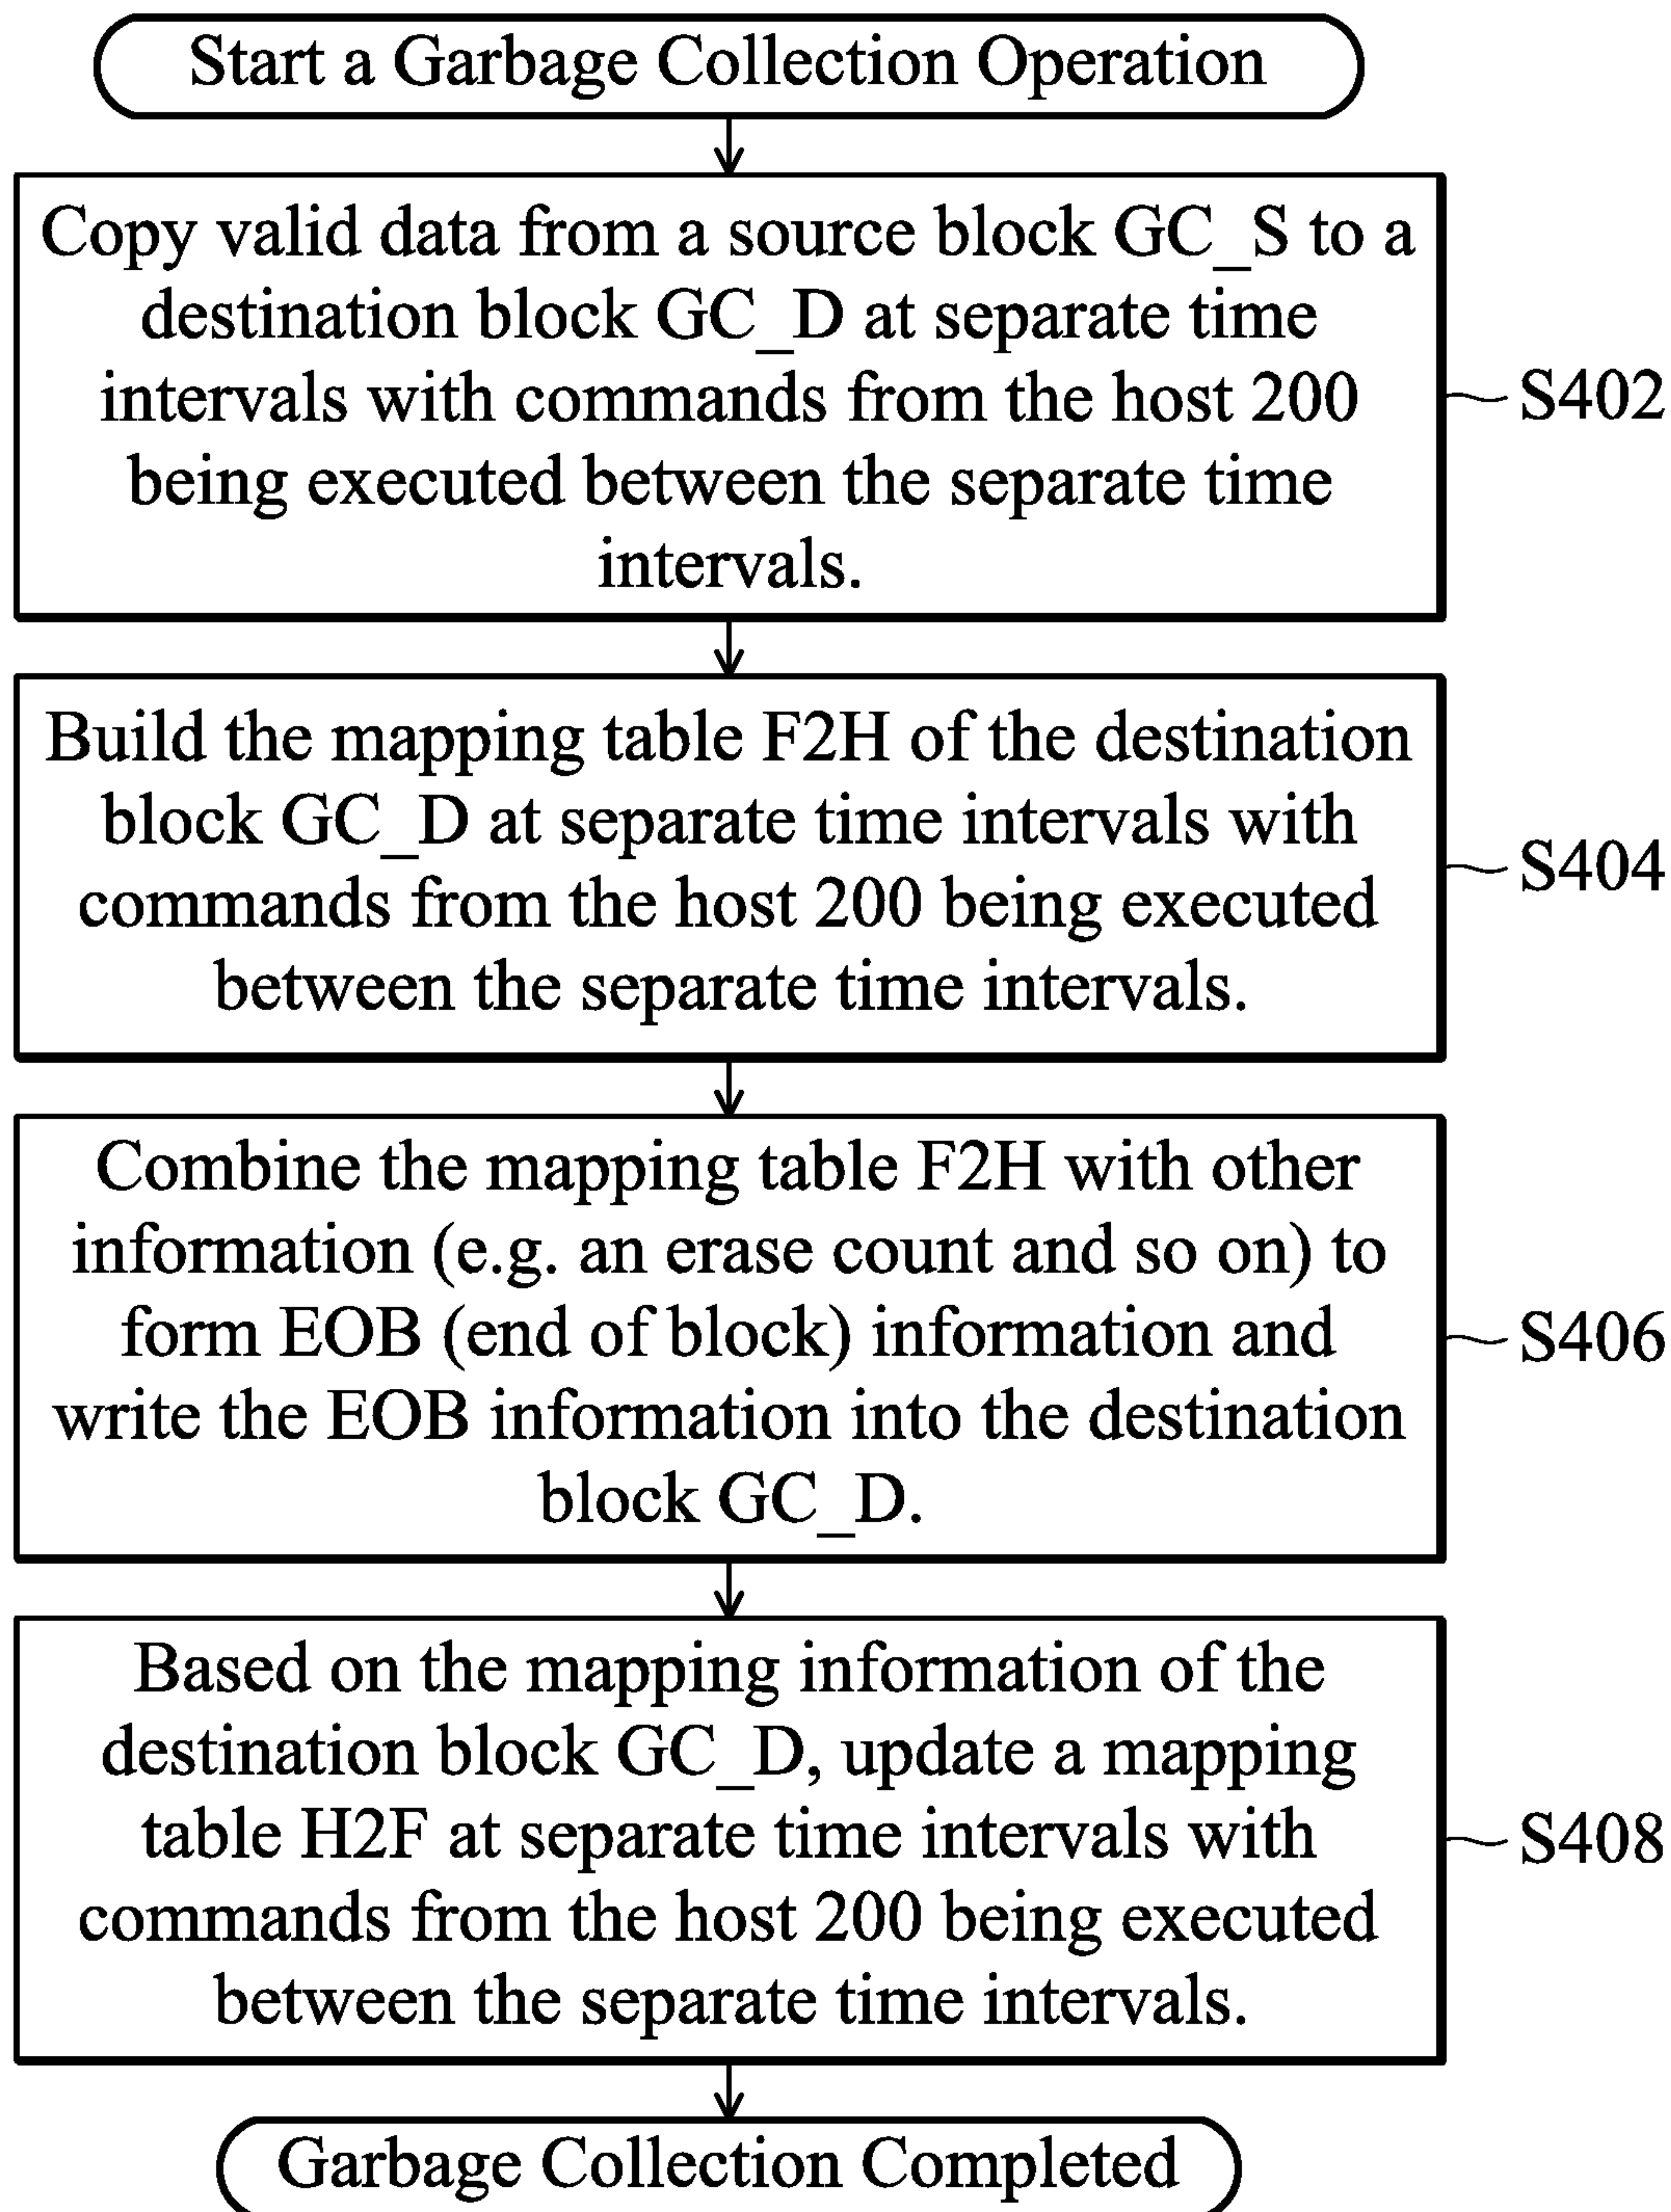 Start a Garbage Collection Operation
Copy valid data from a source block GC_S to a
destination block GC_D at separate time
intervals with commands from the host 200
being executed between the separate time
intervals.
S402
Build the mapping table F2H of the destination
block GC_D at separate time intervals with
commands from the host 200 being executed
between the separate time intervals.
S404
Combine the mapping table F2H with other
information (e.g. an erase count and so on) to
form EOB (end of block) information and
write the EOB information into the destination
block GC_D.
S406
Based on the mapping information of the
destination block GC_D, update a mapping
table H2F at separate time intervals with
commands from the host 200 being executed
between the separate time intervals.
S408
Garbage Collection Completed